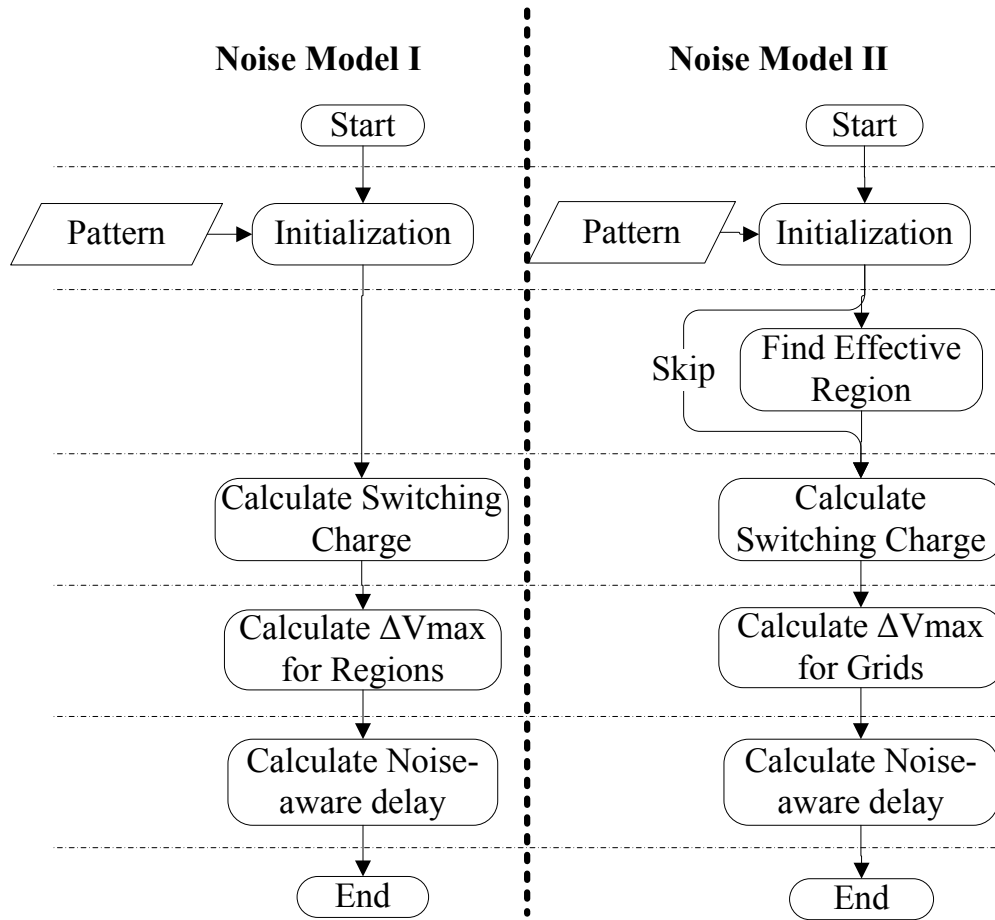 Noise Model I
Start
Pattern
Initialization
Calculate Switching
Charge
Calculate ΔVmax
for Regions
Calculate Noise-
aware delay
End
Noise Model II
Start
Pattern
Initialization
Skip
Find Effective
Region
Calculate
Switching Charge
Calculate ΔVmax
for Grids
Calculate Noise-
aware delay
End